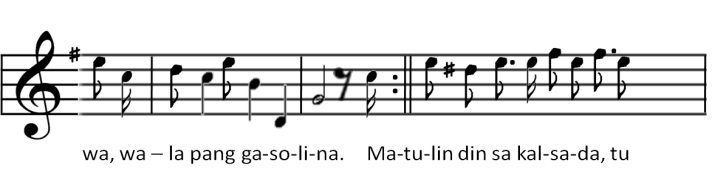 wa, wa – la pang ga-so-li-na. Ma-tu-lin din sa kal-sa-da, tu